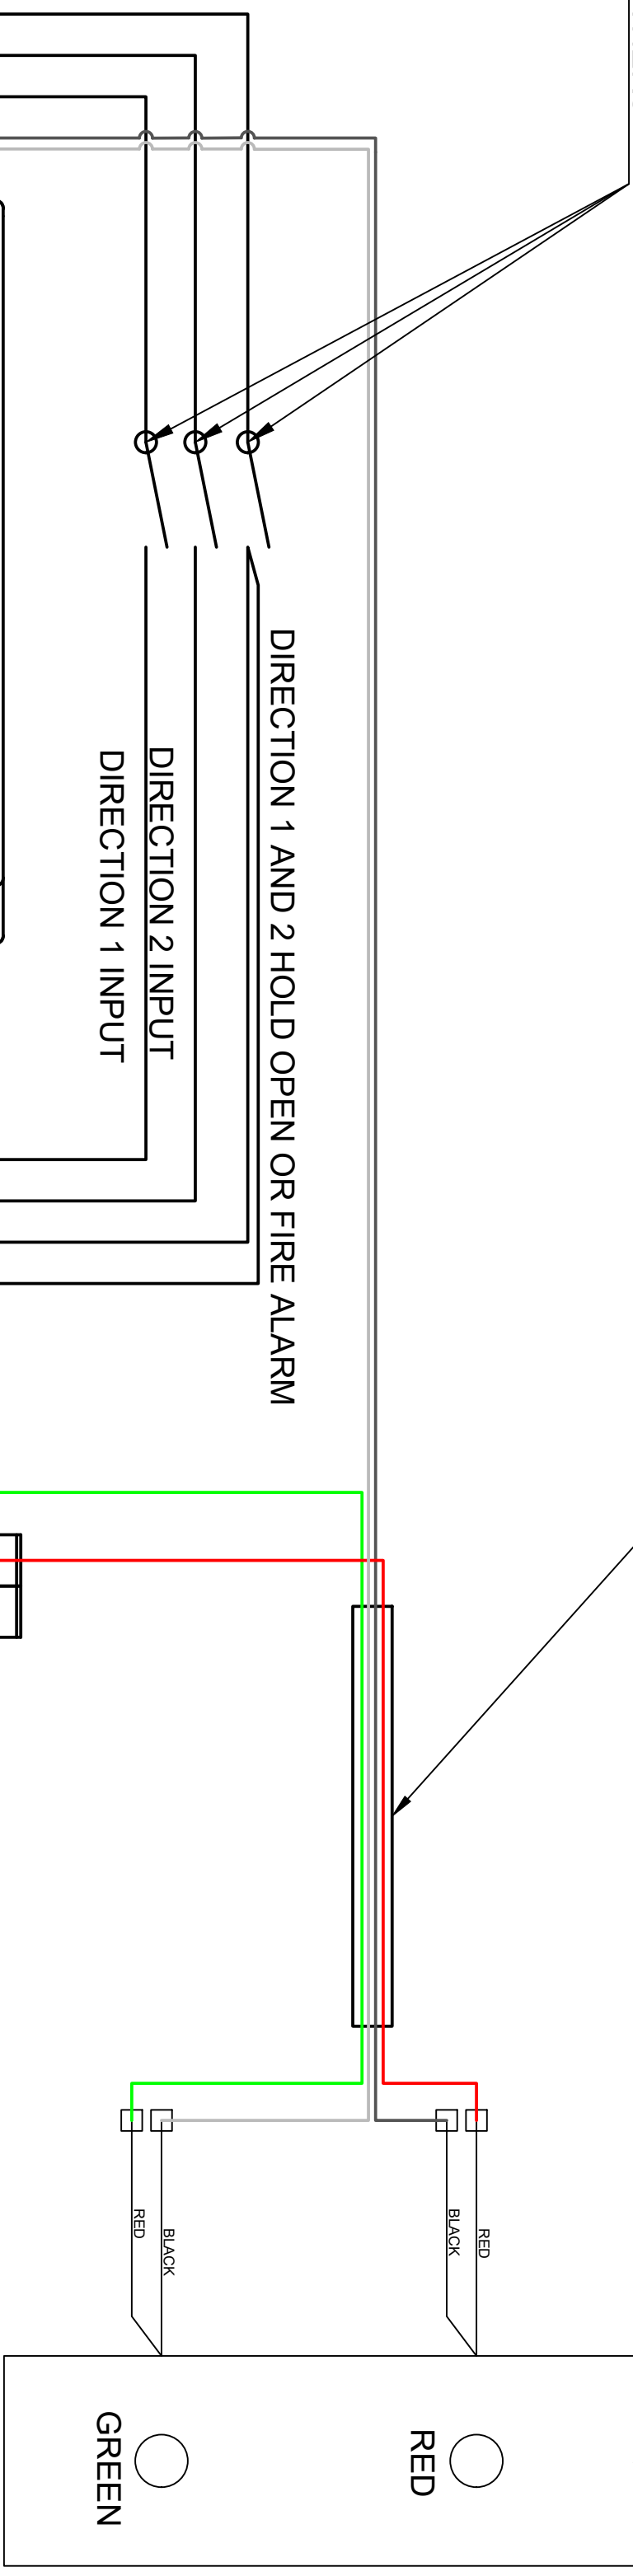 DIRECTION 1 AND 2 HOLD OPEN OR FIRE ALARM
DIRECTION 2 INPUT
DIRECTION 1 INPUT
RED
BLACK
BLACK
RED
RED
GREEN